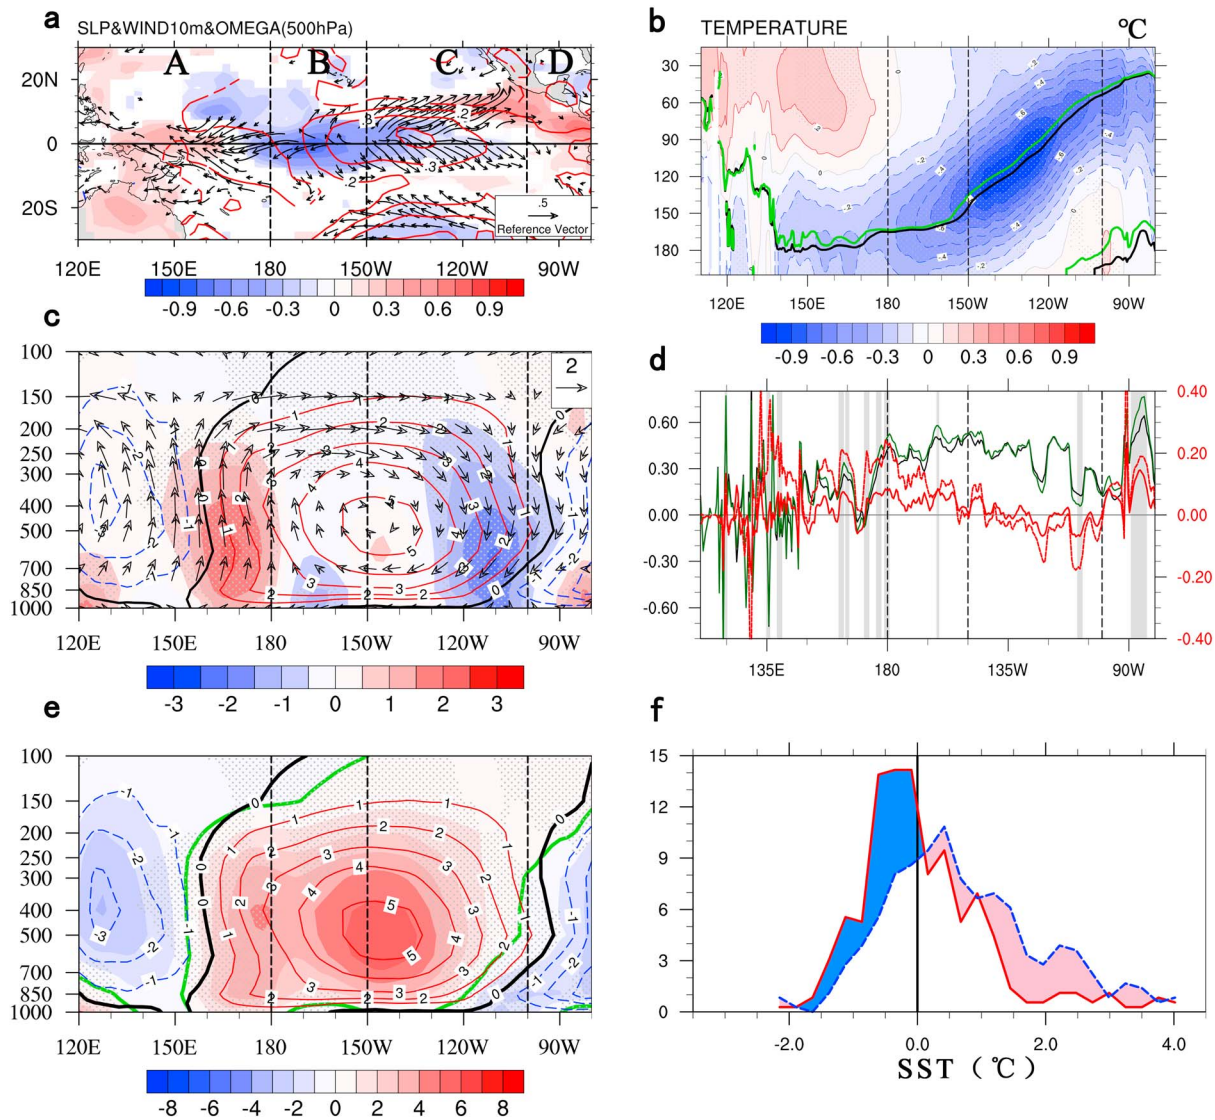 a
SLP&WIND10m&OMEGA(500hPa)
A B C D
20N
0
20S
.3 .2
.3
.2
.5
Reference Vector
120E 150E 180 150W 120W 90W
-0.9 -0.6 -0.3 0 0.3 0.6 0.9
b
TEMPERATURE °C
30
60
90
120
150
180
120E 150E 180 150W 120W 90W
-0.9 -0.6 -0.3 0 0.3 0.6 0.9
c
2
100
150
200
250
300
400
500
700
850
1000
120E 150E 180 150W 120W 90W
-3 -2 -1 0 1 2 3
d
0.60
0.30
0.00
-0.30
-0.60
0.40
0.20
0.00
-0.20
-0.40
135E 180 135W 90W
e
100
150
200
250
300
400
500
700
850
1000
120E 150E 180 150W 120W 90W
-8 -6 -4 -2 0 2 4 6 8
f
15
12
9
6
3
0
-2.0 0.0 2.0 4.0
SST（℃）